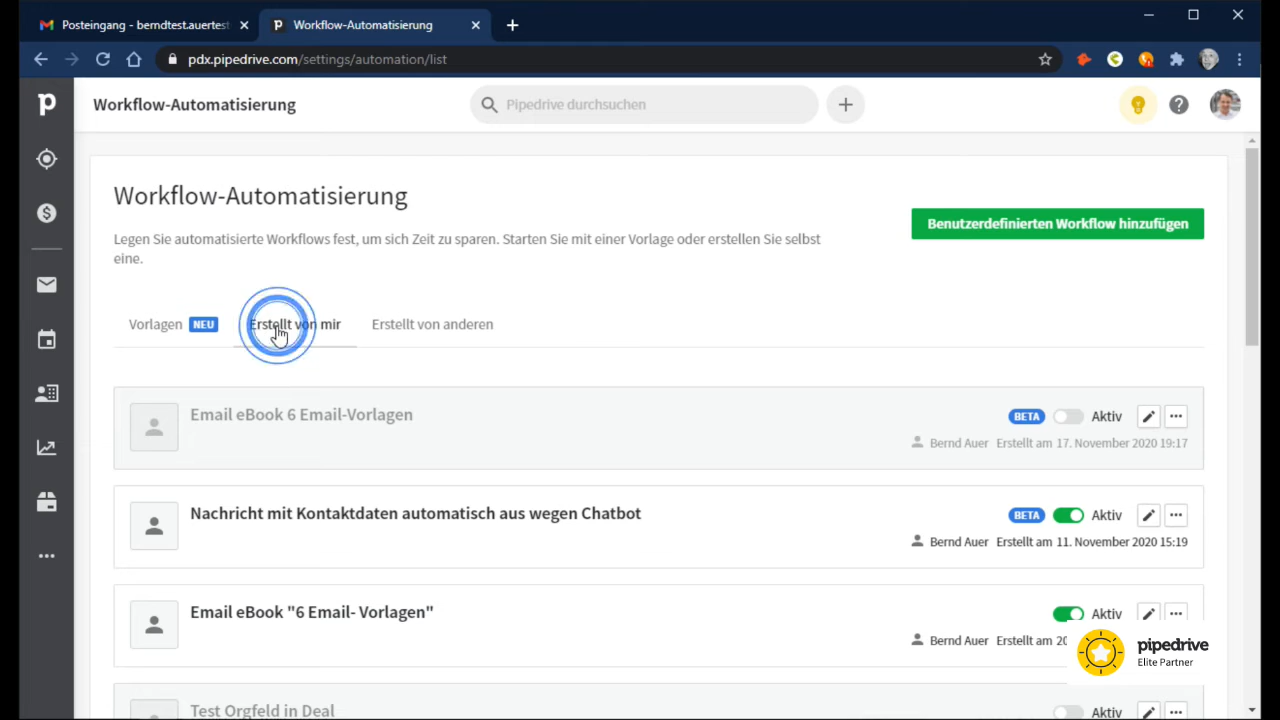 Posteingang - berndtest.auertest
Workflow-Automatisierung
pdx.pipedrive.com/settings/automation/list
Workflow-Automatisierung
Pipedrive durchsuchen
Workflow-Automatisierung
Benutzerdefinierten Workflow hinzufügen
Legen Sie automatisierte Workflows fest, um sich Zeit zu sparen. Starten Sie mit einer Vorlage oder erstellen Sie selbst
eine.
Vorlagen NEU Erstellt von mir Erstellt von anderen
Email eBook 6 Email-Vorlagen
BETA Aktiv
Bernd Auer Erstellt am 17. November 2020 19:17
Nachricht mit Kontaktdaten automatisch aus wegen Chatbot
BETA Aktiv
Bernd Auer Erstellt am 11. November 2020 15:19
Email eBook "6 Email- Vorlagen"
Aktiv
Bernd Auer Erstellt am 20
pipedrive
Elite Partner
Test Orgfeld in Deal
Aktiv